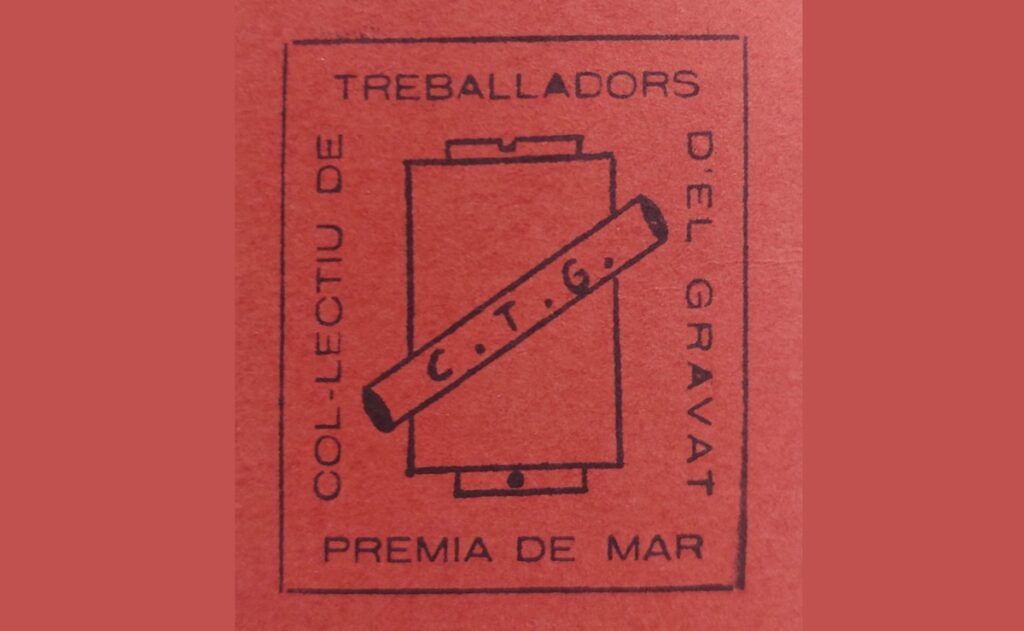 COL-LECTIU DE
TREBALLADORS
D'EL GRAVAT
C.T.G.
PREMIA DE MAR